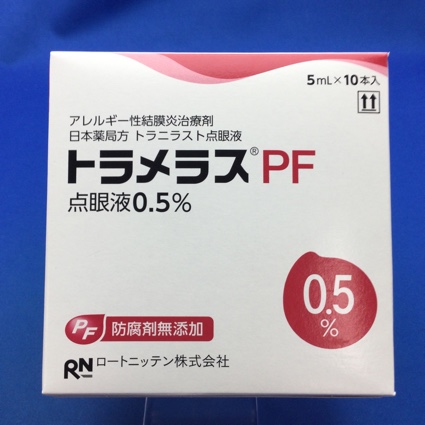 5mL×10本入
アレルギー性結膜炎治療剤
日本薬局方 トラニラスト点眼液
トラメラス®PF
点眼液0.5%
0.5
%
PF 防腐剤無添加
RN ロートニッテン株式会社